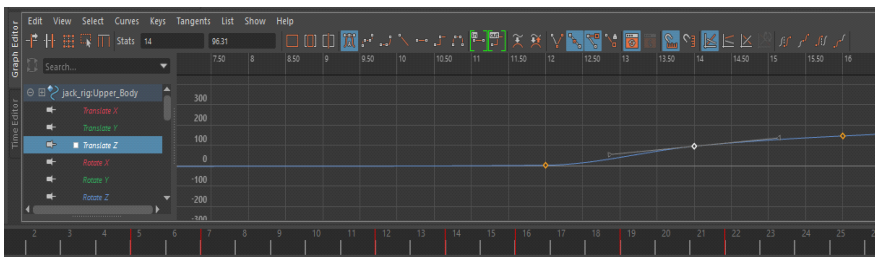 Edit View Select Curves Keys Tangents List Show Help
Graph Editor
Time Editor
Stats 14 9631
Search...
7.50 8 8.50 9 9.50 10 10.50 11 11.50 12 12.50 13 13.50 14 14.50 15 15.50 16
jack_rig:Upper_Body
Translate X
Translate Y
Translate Z
Rotate X
Rotate Y
Rotate Z
300
200
100
0
-100
-200
-300
2 3 4 5 6 7 8 9 10 11 12 13 14 15 16 17 18 19 20 21 22 23 24 25